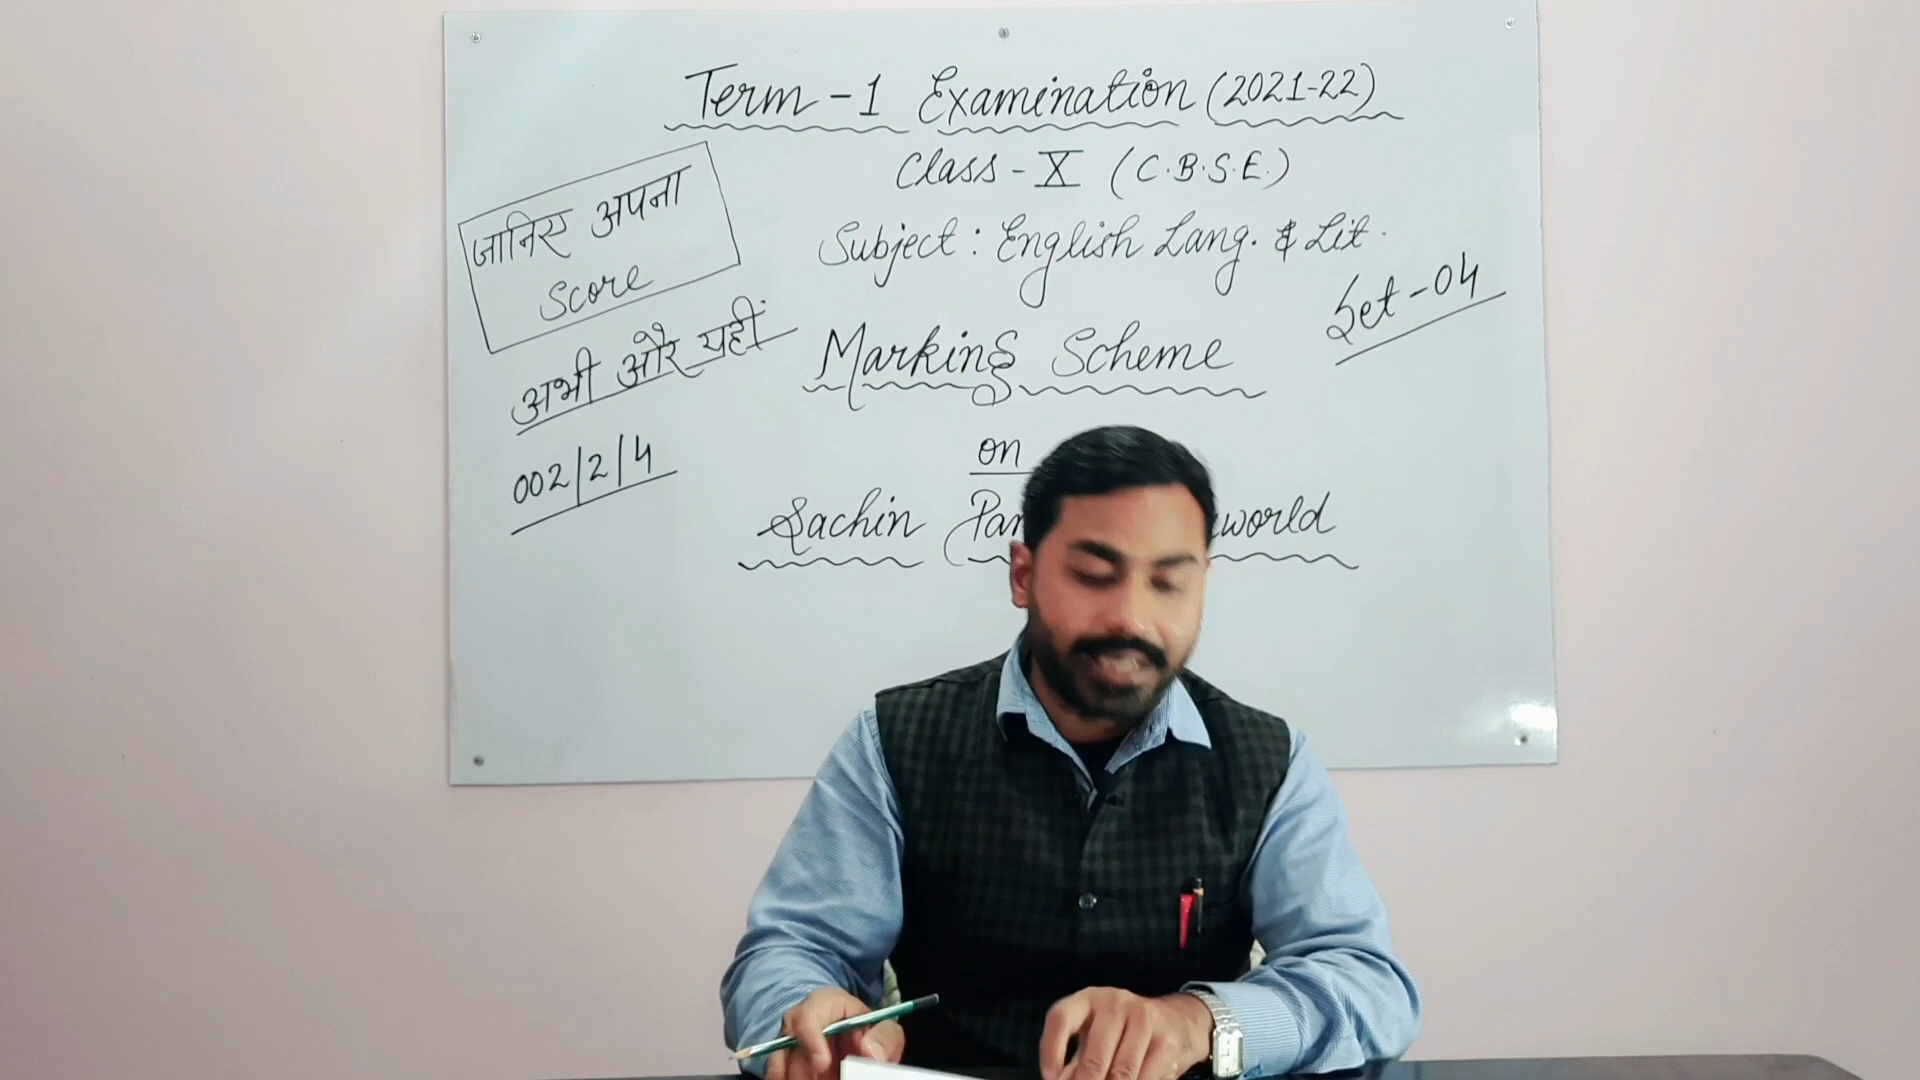 Term-1 Examination (2021-22)
Class-X (C.B.S.E.)
Subject: English Lang. & Lit.
Set-04
जानिए अपना
Score
अभी और यहीं
002/2/4
Marking Scheme
on
Sachin world